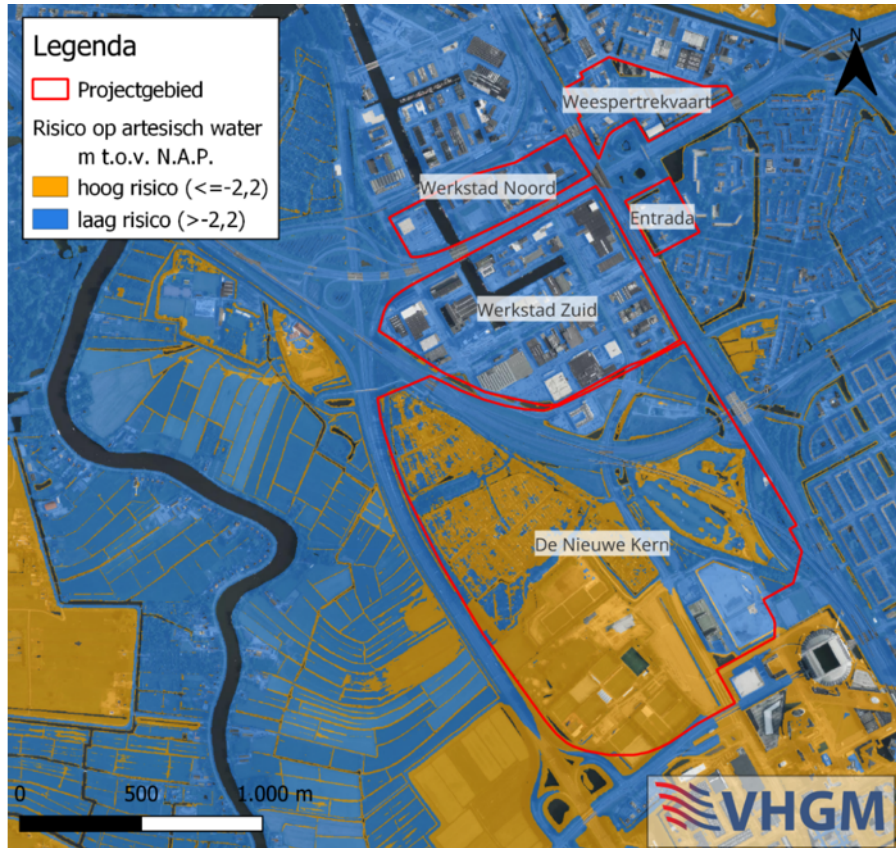 Legenda
Projectgebied
Risico op artesisch water
m t.o.v. N.A.P.
hoog risico (<=-2,2)
laag risico (>-2,2)
N
Weespertrekvaart
Werkstad Noord
Entrada
Werkstad Zuid
De Nieuwe Kern
0 500 1.000 m
VHGM